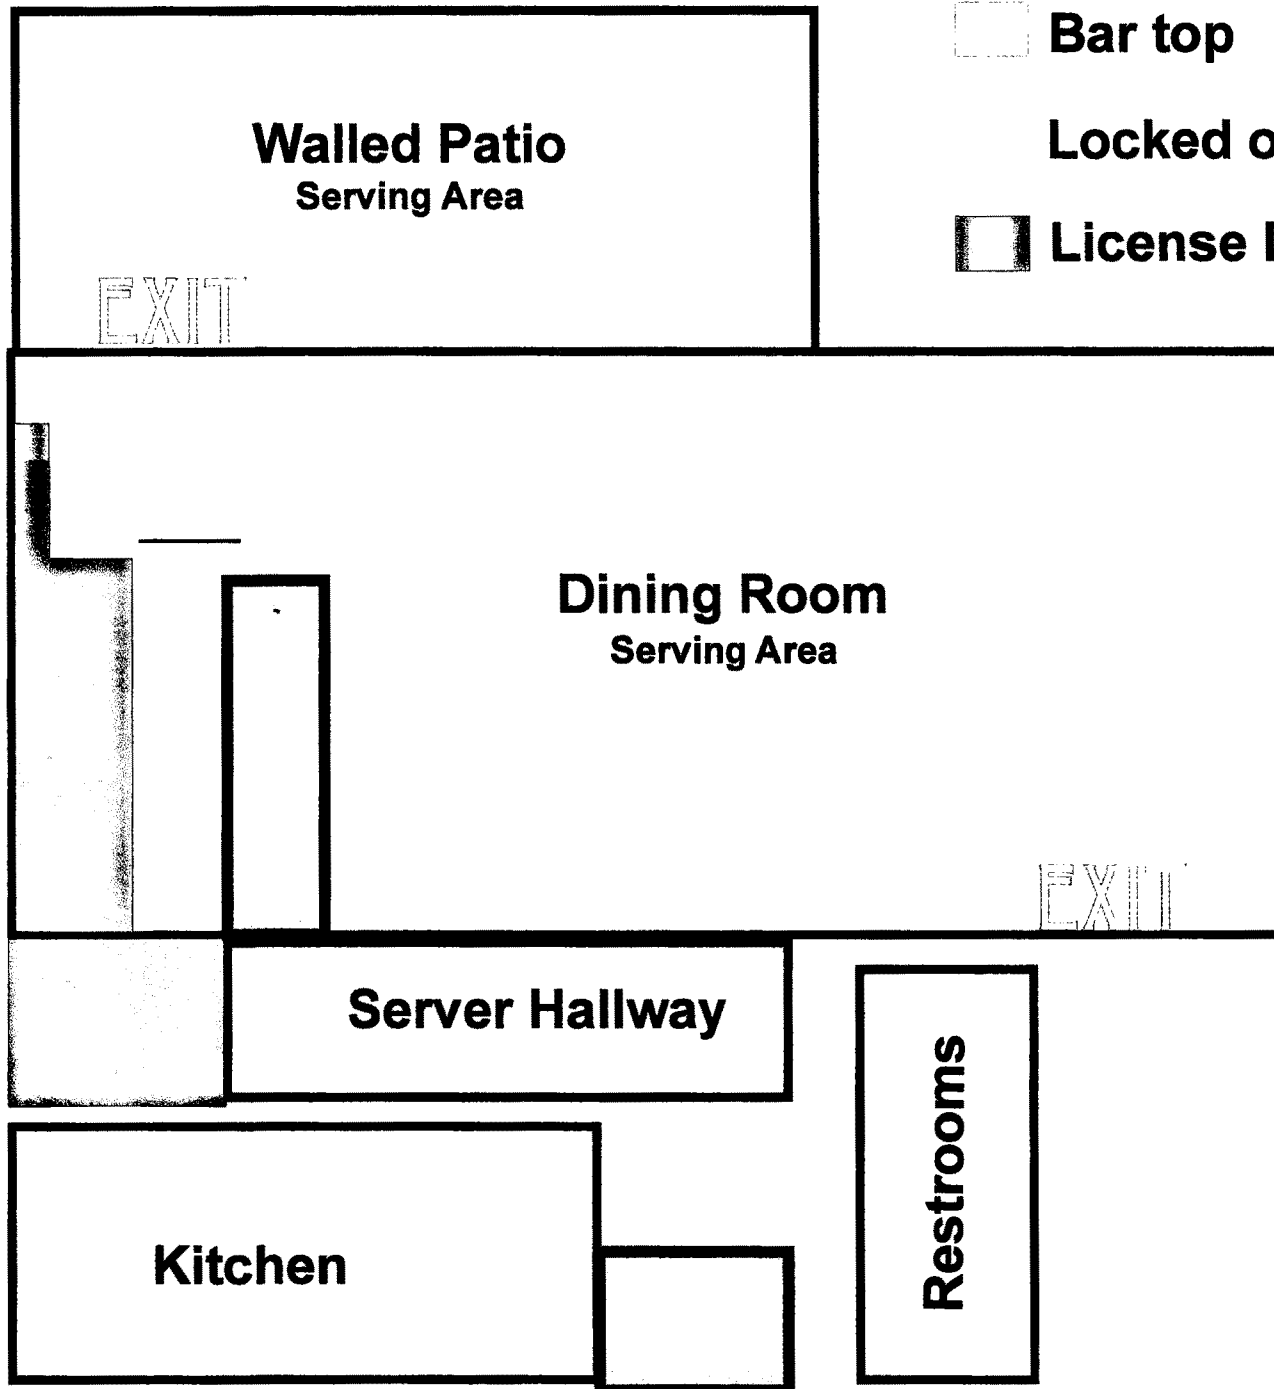 Bar top
Walled Patio
Serving Area
Locked o
License
EXIT
Dining Room
Serving Area
EXIT
Server Hallway
Restrooms
Kitchen